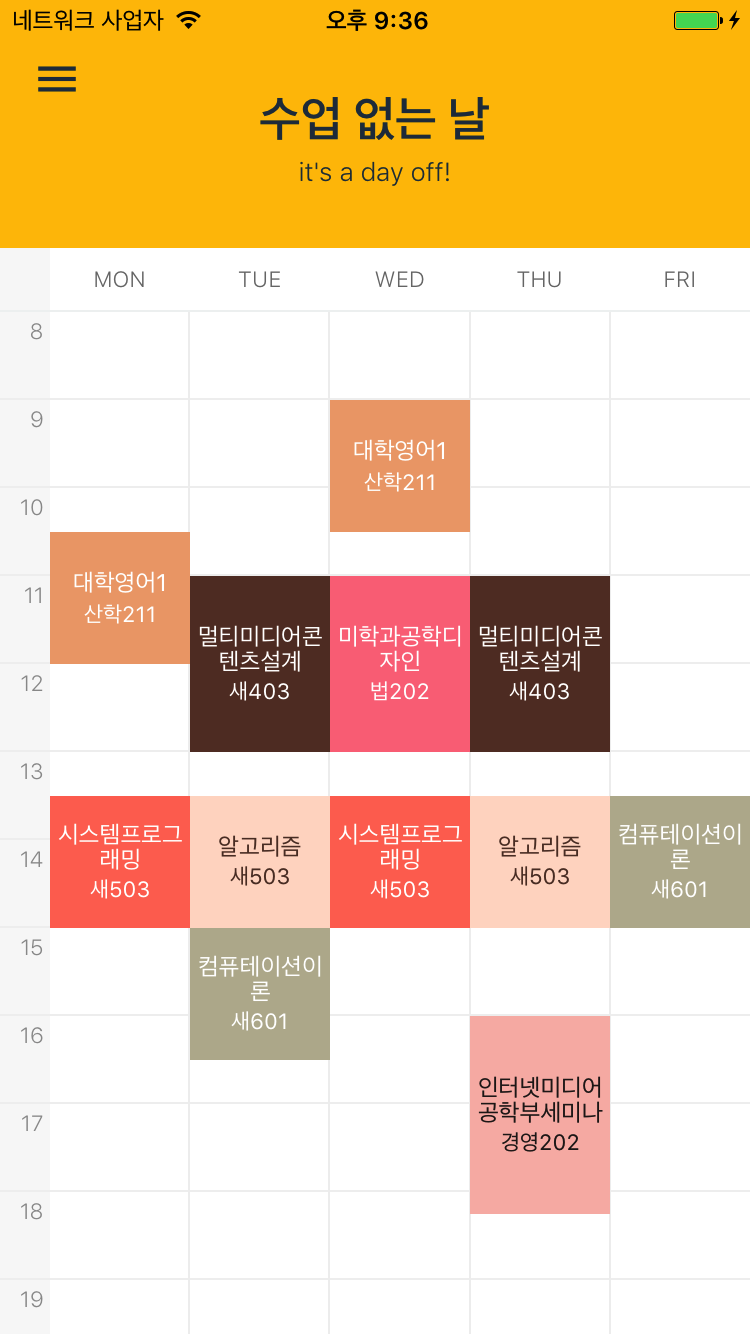 네트워크 사업자
오후 9:36
수업 없는 날
it's a day off!
MON TUE WED THU FRI
8
9
대학영어1
산학211
10
대학영어1
산학211
11
멀티미디어콘
텐츠설계
새403
미학과공학디
자인
법202
멀티미디어콘
텐츠설계
새403
12
13
시스템프로그
래밍
새503
알고리즘
새503
시스템프로그
래밍
새503
알고리즘
새503
컴퓨테이션이
론
새601
14
15
컴퓨테이션이
론
새601
16
인터넷미디어
공학부세미나
경영202
17
18
19